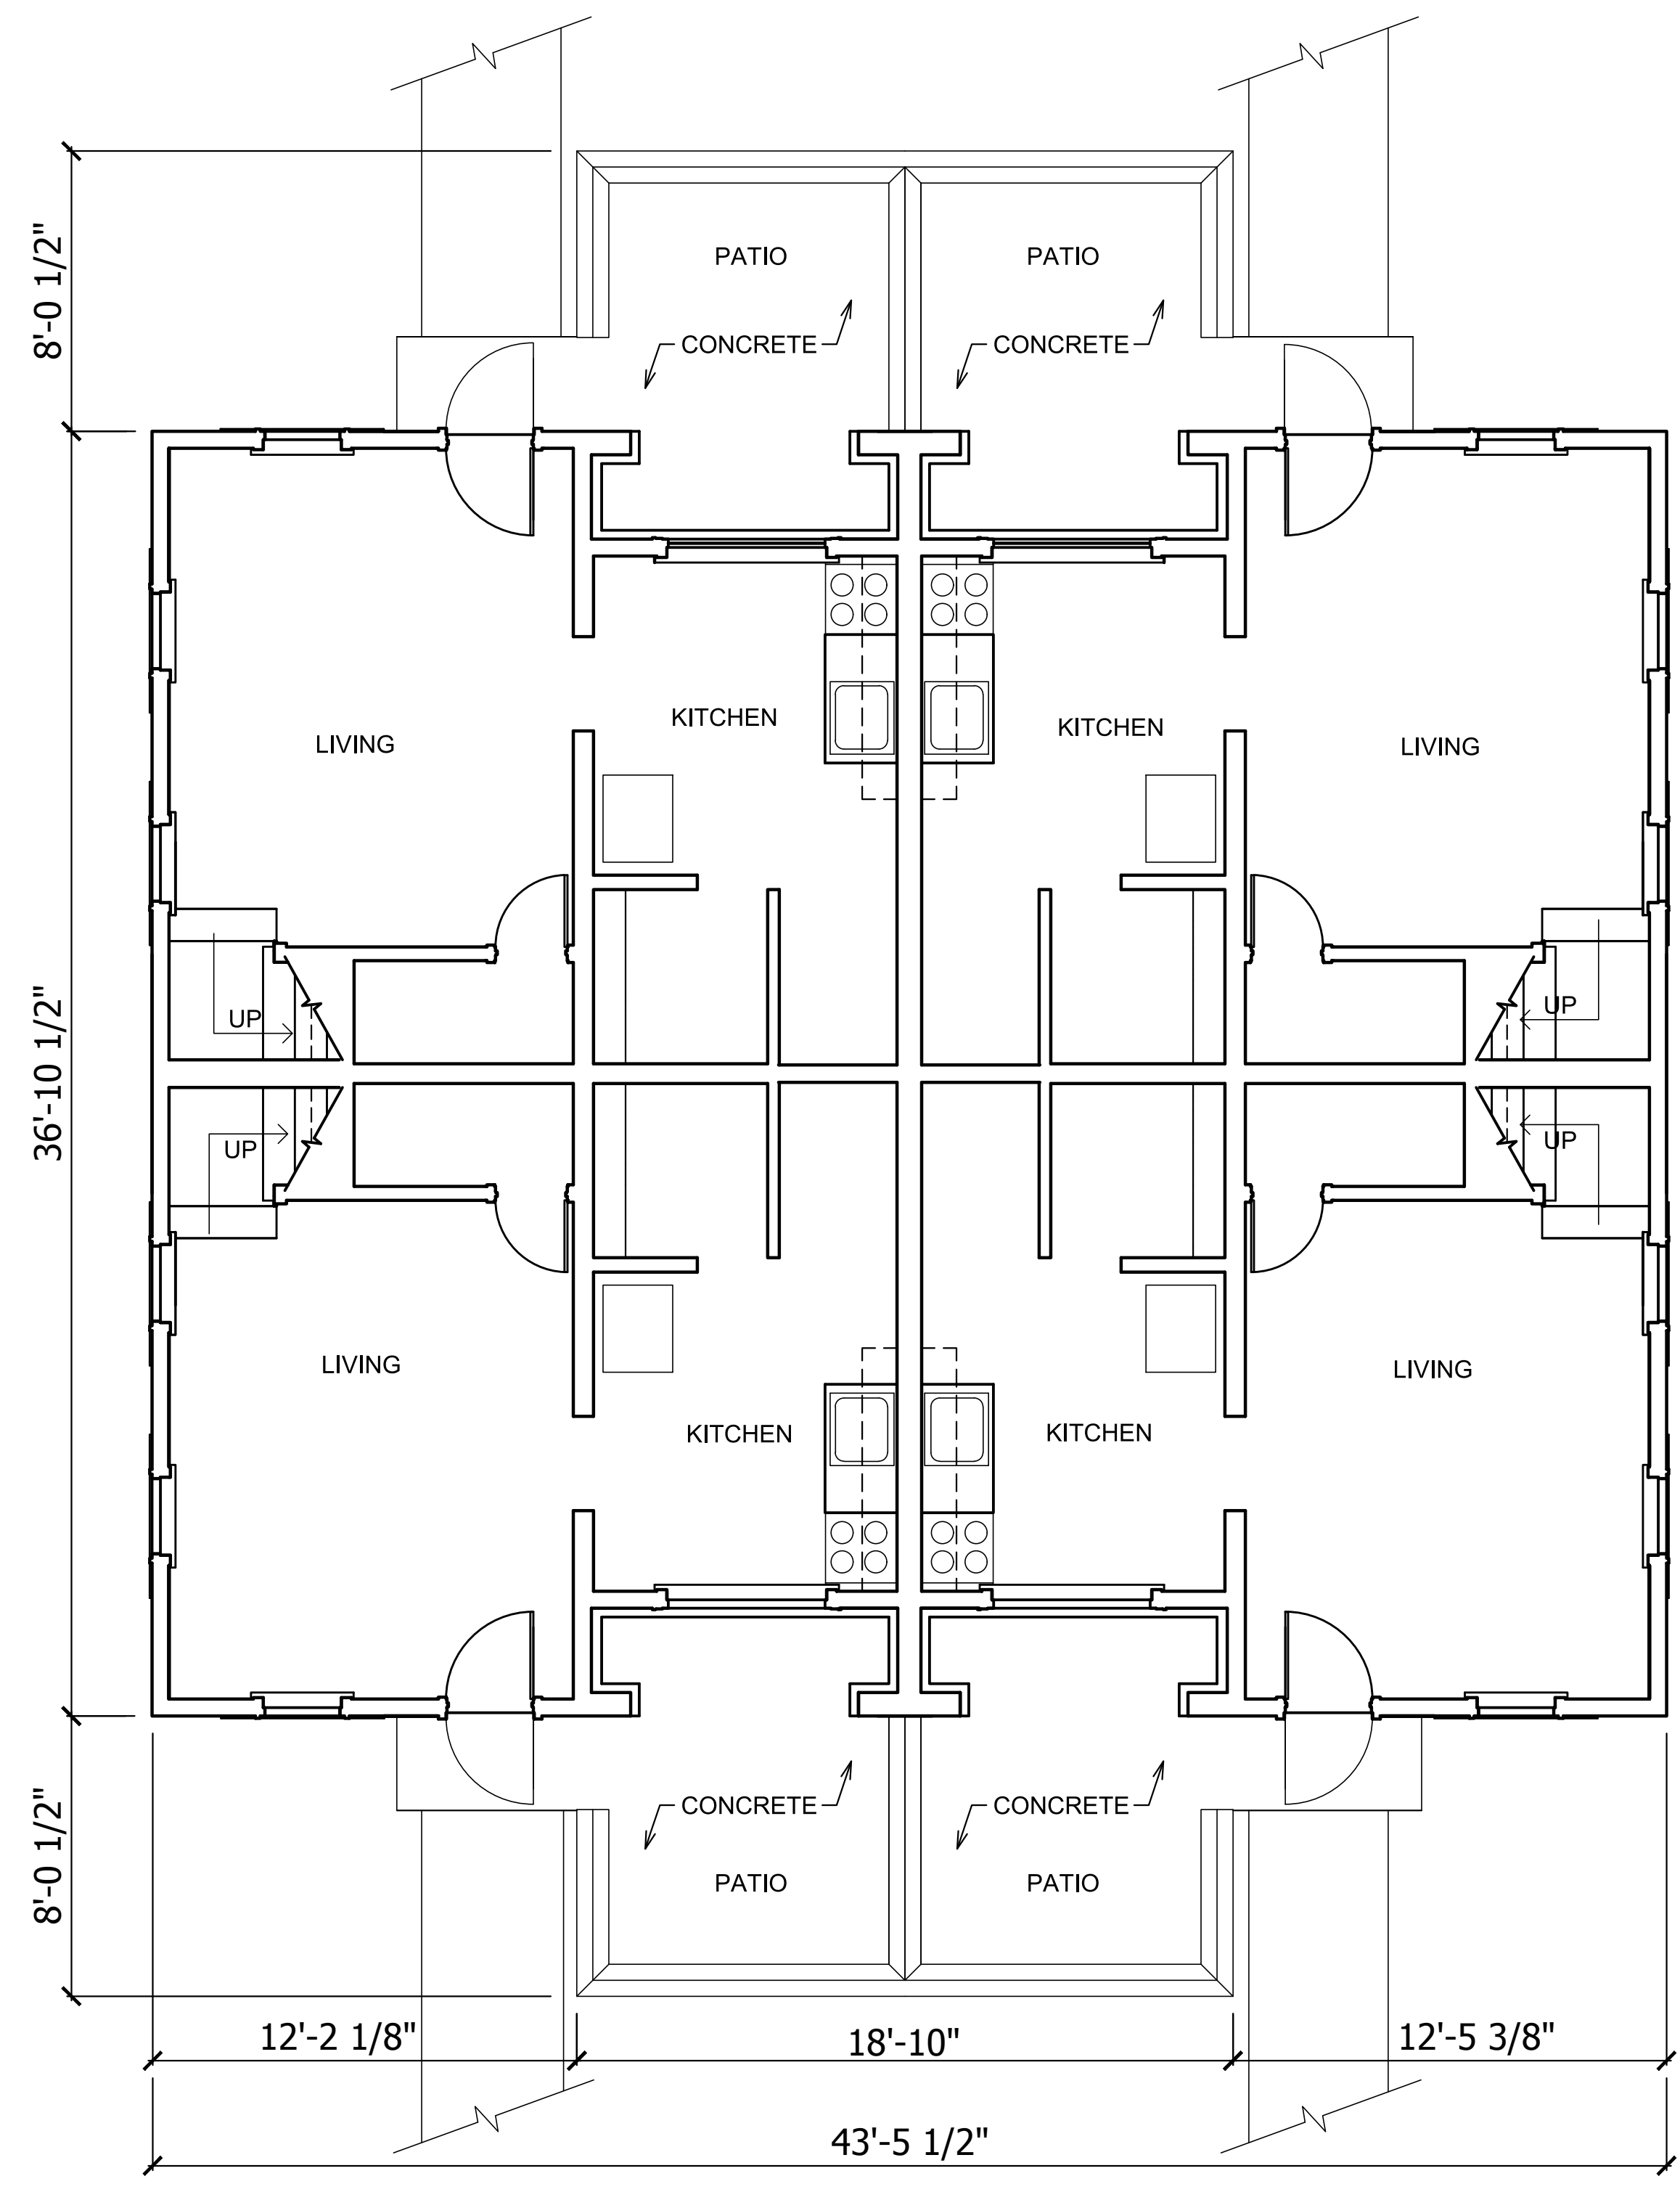 PATIO
PATIO
8'-0 1/2"
CONCRETE
CONCRETE
KITCHEN
KITCHEN
LIVING
LIVING
UP
UP
36'-10 1/2"
UP
UP
LIVING
LIVING
KITCHEN
KITCHEN
CONCRETE
CONCRETE
8'-0 1/2"
PATIO
PATIO
12'-2 1/8"
18'-10"
12'-5 3/8"
43'-5 1/2"